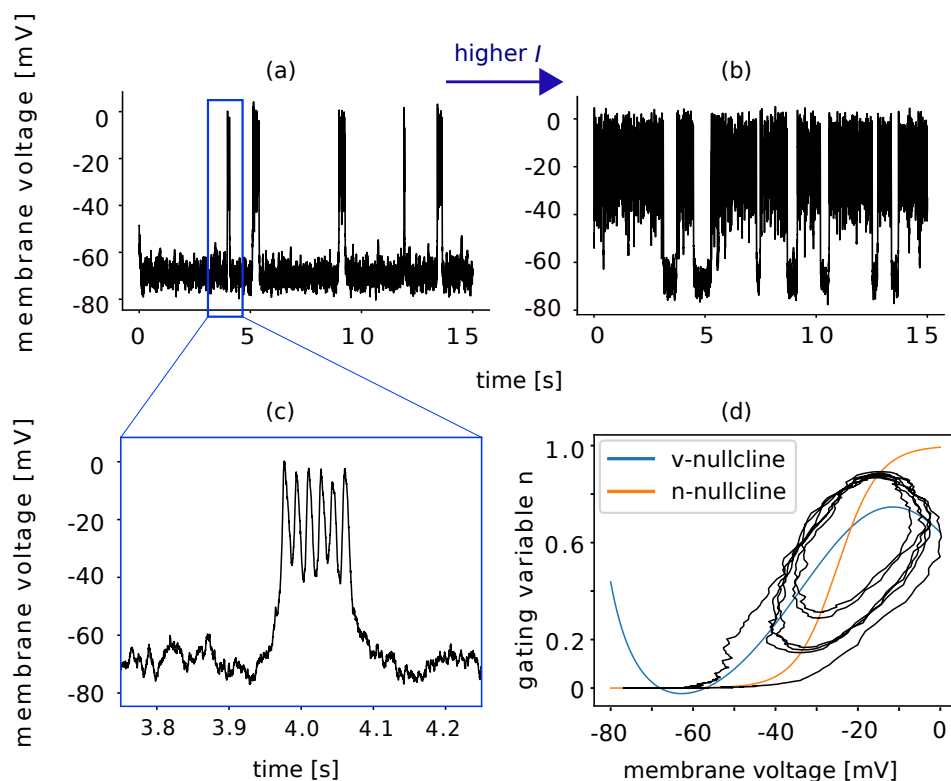 higher I
(a)
(b)
membrane voltage [mV]
0
-20
-40
-60
-80
0
5
10
15
0
-20
-40
-60
-80
0
5
10
15
time [s]
(c)
(d)
membrane voltage [mV]
0
-20
-40
-60
-80
3.8
3.9
4.0
4.1
4.2
time [s]
gating variable n
1.0
0.6
0.2
0
v-nullcline
n-nullcline
-80
-60
-40
-20
0
membrane voltage [mV]